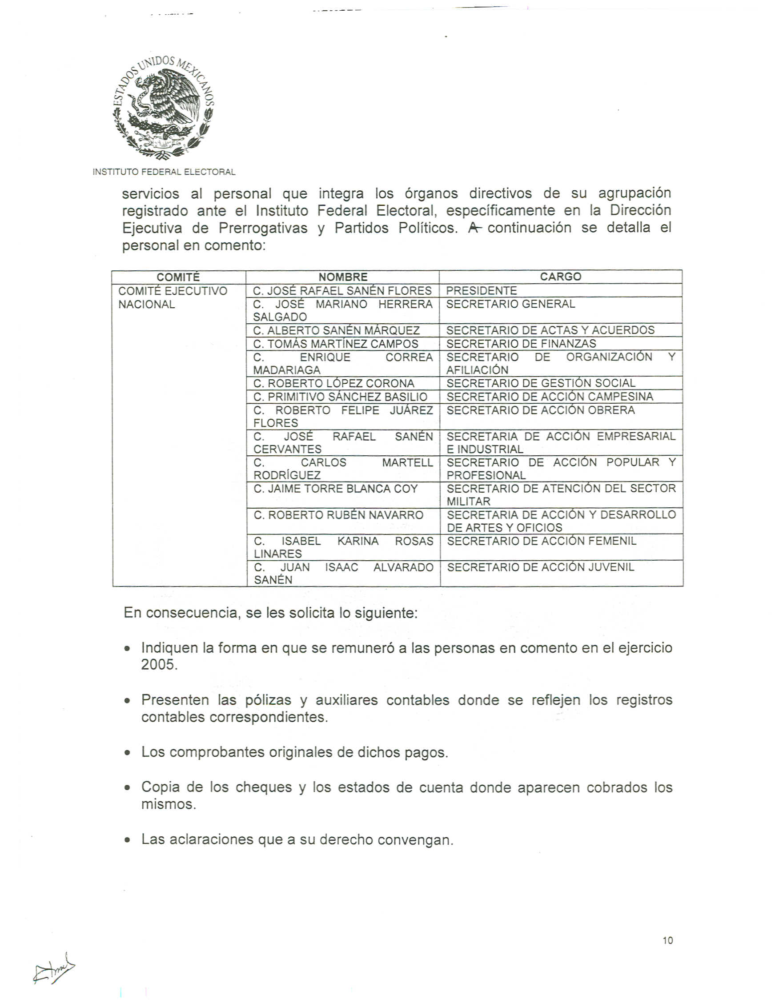 ESTADOS UNIDOS MEXICANOS
INSTITUTO FEDERAL ELECTORAL
servicios al personal que integra los órganos directivos de su agrupación
registrado ante el Instituto Federal Electoral, específicamente en la Dirección
Ejecutiva de Prerrogativas y Partidos Políticos. A continuación se detalla el
personal en comento:
COMITÉ NOMBRE CARGO
COMITÉ EJECUTIVO C. JOSÉ RAFAEL SANÉN FLORES PRESIDENTE
NACIONAL C. JOSÉ MARIANO HERRERA SECRETARIO GENERAL
SALGADO
C. ALBERTO SANÉN MÁRQUEZ SECRETARIO DE ACTAS Y ACUERDOS
C. TOMÁS MARTÍNEZ CAMPOS SECRETARIO DE FINANZAS
C. ENRIQUE CORREA SECRETARIO DE ORGANIZACIÓN Y
MADARIAGA AFILIACIÓN
C. ROBERTO LÓPEZ CORONA SECRETARIO DE GESTIÓN SOCIAL
C. PRIMITIVO SÁNCHEZ BASILIO SECRETARIO DE ACCIÓN CAMPESINA
C. ROBERTO FELIPE JUÁREZ SECRETARIO DE ACCIÓN OBRERA
FLORES
C. JOSÉ RAFAEL SANÉN SECRETARIA DE ACCIÓN EMPRESARIAL
CERVANTES E INDUSTRIAL
C. CARLOS MARTELL SECRETARIO DE ACCIÓN POPULAR Y
RODRÍGUEZ PROFESIONAL
C. JAIME TORRE BLANCA COY SECRETARIO DE ATENCIÓN DEL SECTOR
MILITAR
C. ROBERTO RUBÉN NAVARRO SECRETARIA DE ACCIÓN Y DESARROLLO
DE ARTES Y OFICIOS
C. ISABEL KARINA ROSAS SECRETARIO DE ACCIÓN FEMENIL
LINARES
C. JUAN ISAAC ALVARADO SECRETARIO DE ACCIÓN JUVENIL
SANÉN
En consecuencia, se les solicita lo siguiente:
• Indiquen la forma en que se remuneró a las personas en comento en el ejercicio
2005.
• Presenten las pólizas y auxiliares contables donde se reflejen los registros
contables correspondientes.
• Los comprobantes originales de dichos pagos.
• Copia de los cheques y los estados de cuenta donde aparecen cobrados los
mismos.
• Las aclaraciones que a su derecho convengan.
10